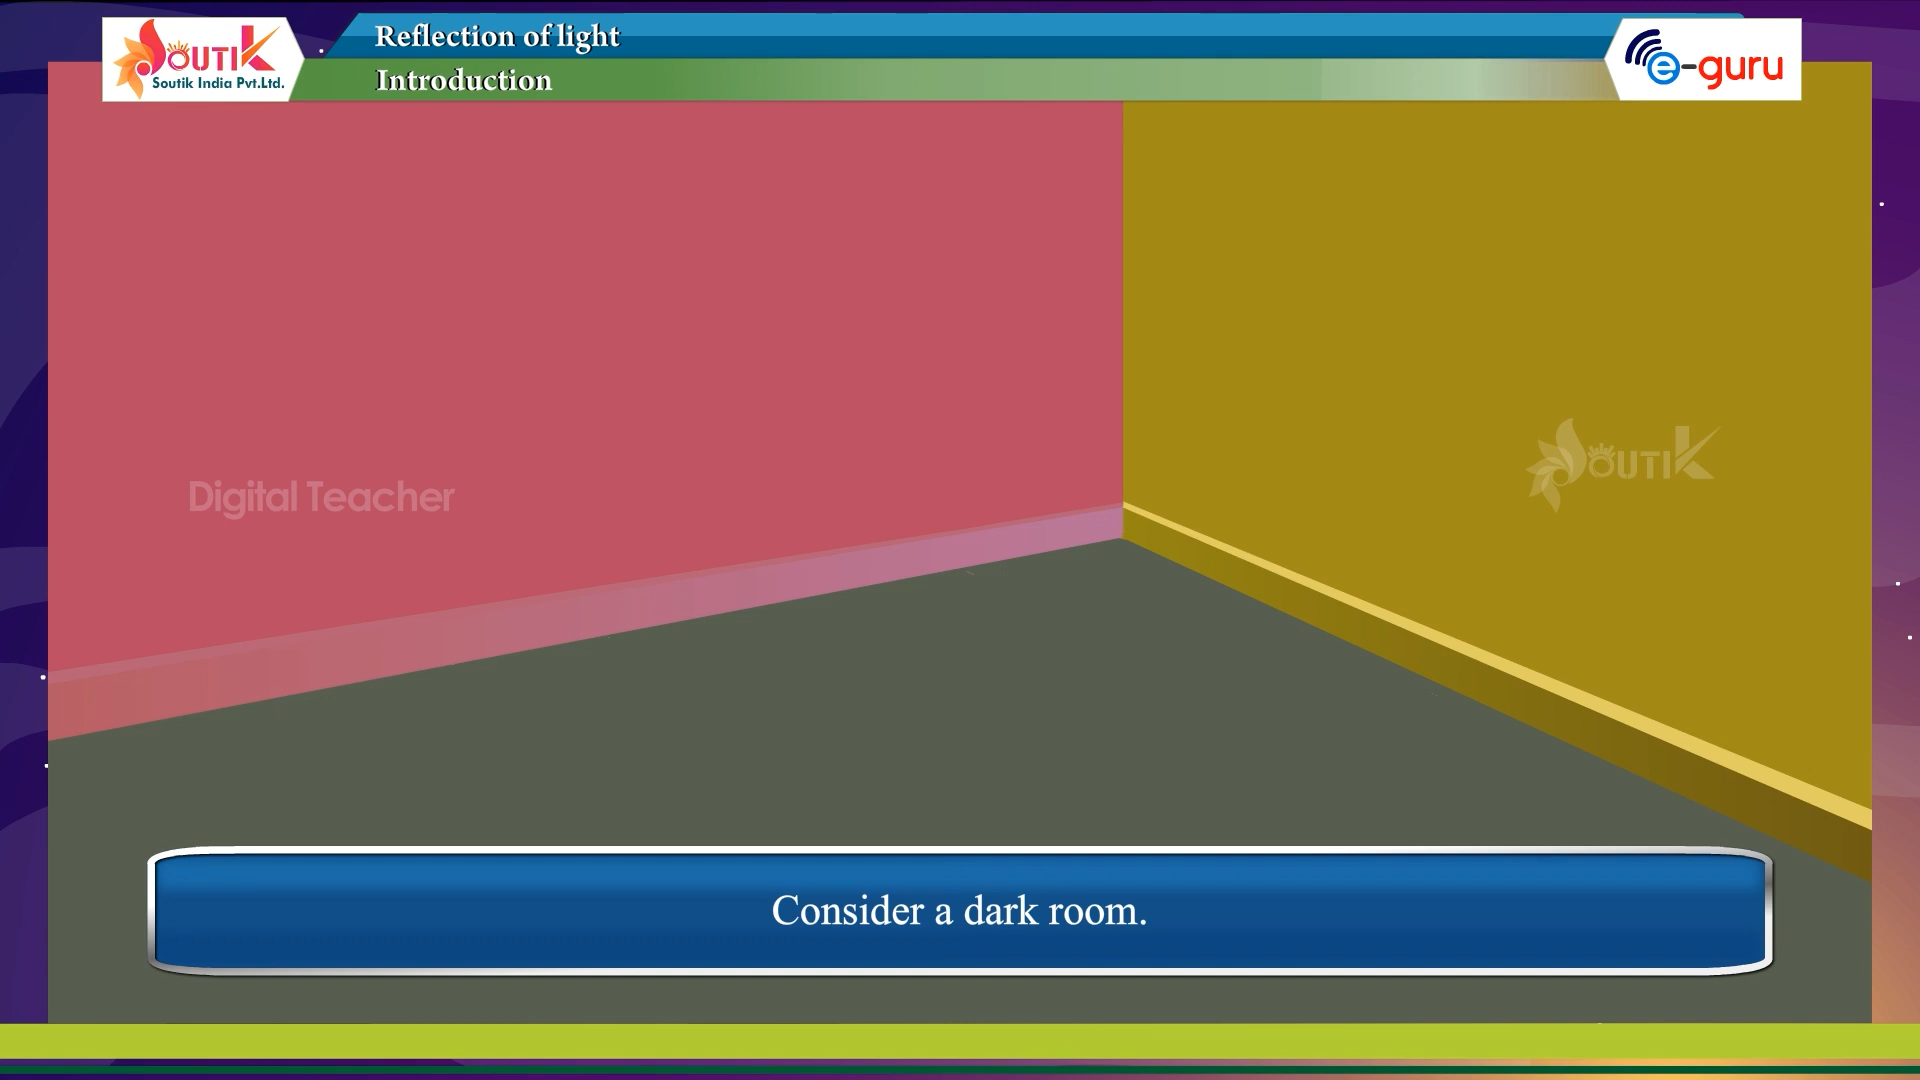 Reflection of light
Introduction
SOUTIK
Soutik India Pvt.Ltd.
e-guru
Digital Teacher
SOUTIK
Consider a dark room.